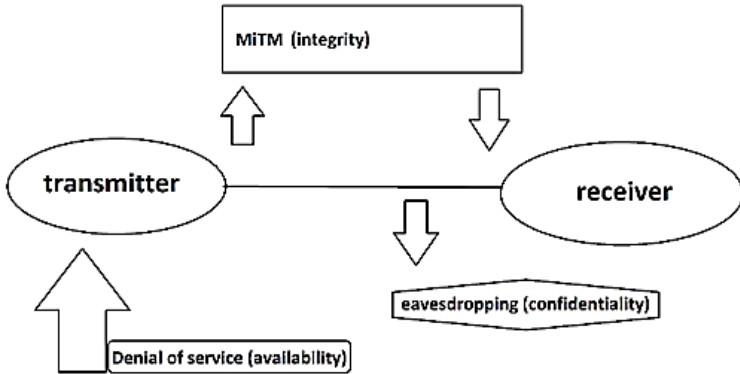 MiTM (integrity)
transmitter
receiver
eavesdropping (confidentiality)
Denial of service (availability)